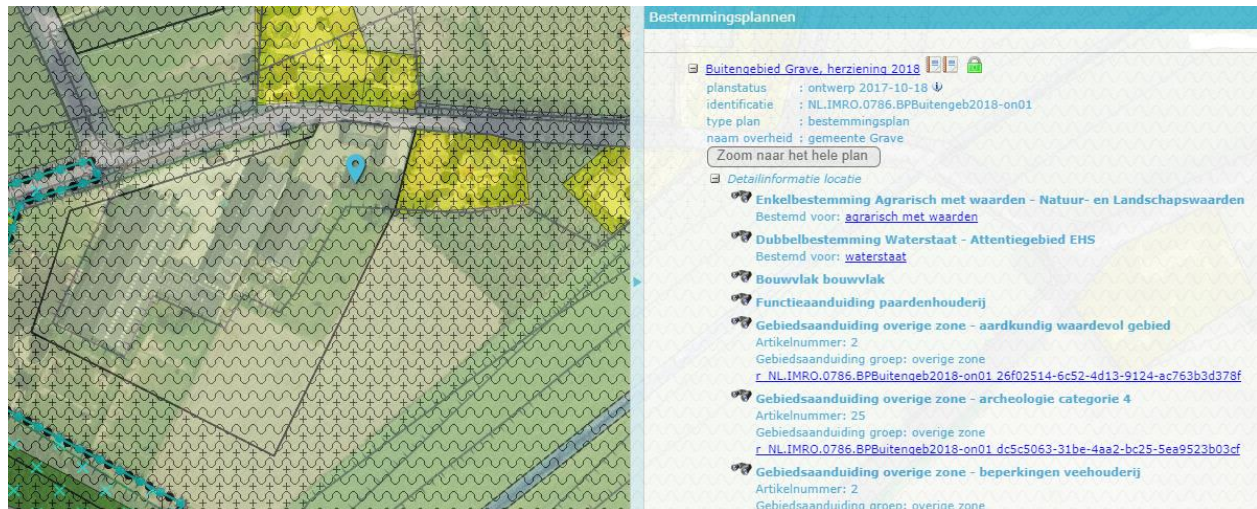 Bestemmingsplannen
Buitengebied Grave, herziening 2018
planstatus : ontwerp 2017-10-18
identificatie : NL.IMRO.0786.BPBuitengeb2018-on01
type plan : bestemmingsplan
naam overheid : gemeente Grave
Zoom naar het hele plan
Detailinformatie locatie
Enkelbestemming Agrarisch met waarden - Natuur- en Landschapswaarden
Bestemd voor: agrarisch met waarden
Dubbelbestemming Waterstaat - Attentiegebied EHS
Bestemd voor: waterstaat
Bouwvlak bouwvlak
Functieaanduiding paardenhouderij
Gebiedsaanduiding overige zone - aardkundig waardevol gebied
Artikelnummer: 2
Gebiedsaanduiding groep: overige zone
r_NL.IMRO.0786.BPBuitengeb2018-on01_26f02514-6c52-4d13-9124-ac763b3d378f
Gebiedsaanduiding overige zone - archeologie categorie 4
Artikelnummer: 25
Gebiedsaanduiding groep: overige zone
r_NL.IMRO.0786.BPBuitengeb2018-on01_dc5c5063-31be-4aa2-bc25-5ea9523b03cf
Gebiedsaanduiding overige zone - beperkingen veehouderij
Artikelnummer: 2
Gebiedsaanduiding groep: overige zone